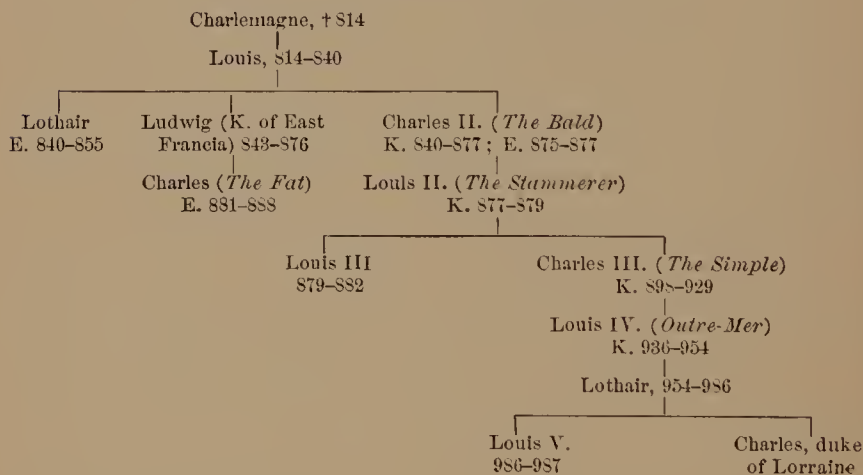 Charlemagne, † 814
Louis, 814–840
Lothair
E. 840–855
Ludwig (K. of East
Francia) 843–876
Charles II. (The Bald)
K. 840–877; E. 875–877
Charles (The Fat)
E. 881–888
Louis II. (The Stammerer)
K. 877–879
Louis III
879–882
Charles III. (The Simple)
K. 898–929
Louis IV. (Outre-Mer)
K. 936–954
Lothair, 954–986
Louis V.
986–987
Charles, duke
of Lorraine